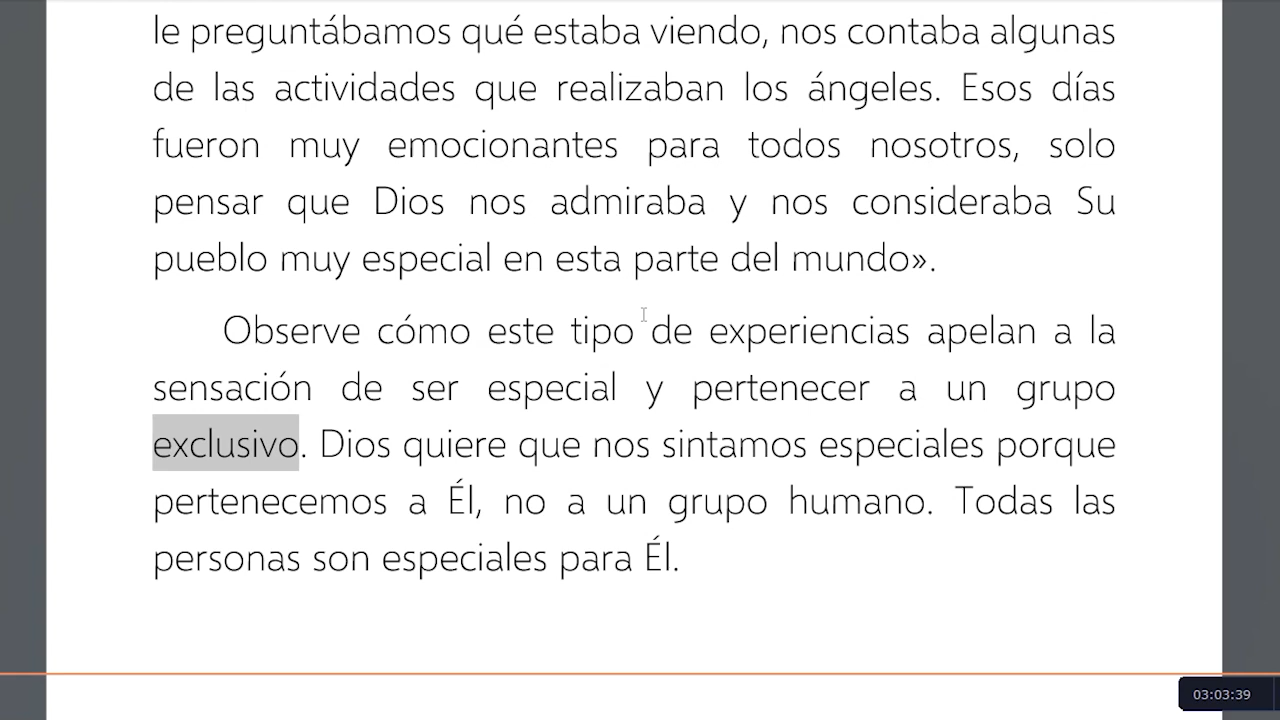 le preguntábamos qué estaba viendo, nos contaba algunas
de las actividades que realizaban los ángeles. Esos días
fueron muy emocionantes para todos nosotros, solo
pensar que Dios nos admiraba y nos consideraba Su
pueblo muy especial en esta parte del mundo».
Observe cómo este tipo de experiencias apelan a la
sensación de ser especial y pertenecer a un grupo
exclusivo. Dios quiere que nos sintamos especiales porque
pertenecemos a Él, no a un grupo humano. Todas las
personas son especiales para Él.
03:03:39